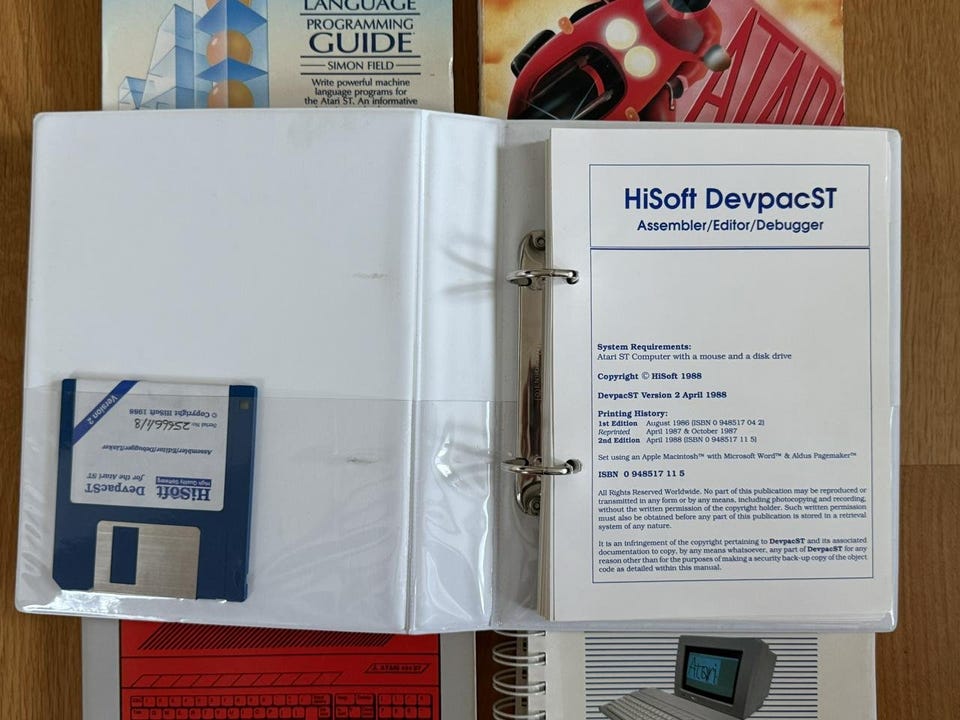 LANGUAGE
PROGRAMMING
GUIDE
SIMON FIELD
Write powerful machine
language programs for
the Atari ST. An informative
ATARI
HiSoft DevpacST
Assembler/Editor/Debugger
System Requirements:
Atari ST Computer with a mouse and a disk drive
Copyright © HiSoft 1988
DevpacST Version 2 April 1988
Printing History:
1st Edition August 1986 (ISBN 0 948517 04 2)
Reprinted April 1987 & October 1987
2nd Edition April 1988 (ISBN 0 948517 11 5)
Set using an Apple Macintosh™ with Microsoft Word™ & Aldus Pagemaker™
ISBN 0 948517 11 5
All Rights Reserved Worldwide. No part of this publication may be reproduced or
transmitted in any form or by any means, including photocopying and recording,
without the written permission of the copyright holder. Such written permission
must also be obtained before any part of this publication is stored in a retrieval
system of any nature.
It is an infringement of the copyright pertaining to DevpacST and its associated
documentation to copy, by any means whatsoever, any part of DevpacST for any
reason other than for the purposes of making a security back-up copy of the object
code as detailed within this manual.
HiSoft
High Quality Software
DevpacST
for the Atari ST
Assembler/Editor/Debugger/Linker
Serial No:
© Copyright HiSoft 1988
Version 2
Atari